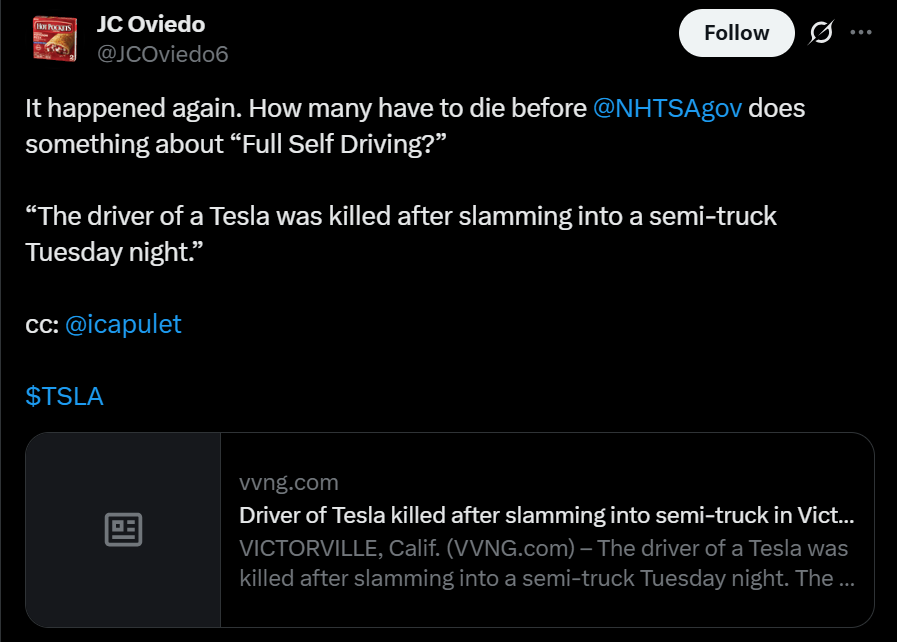 JC Oviedo
@JCOviedo6
Follow
It happened again. How many have to die before @NHTSAgov does
something about “Full Self Driving?”
“The driver of a Tesla was killed after slamming into a semi-truck
Tuesday night.”
cc: @icapulet
$TSLA
vvng.com
Driver of Tesla killed after slamming into semi-truck in Vict...
VICTORVILLE, Calif. (VVNG.com) – The driver of a Tesla was
killed after slamming into a semi-truck Tuesday night. The ...
HOT POCKETS